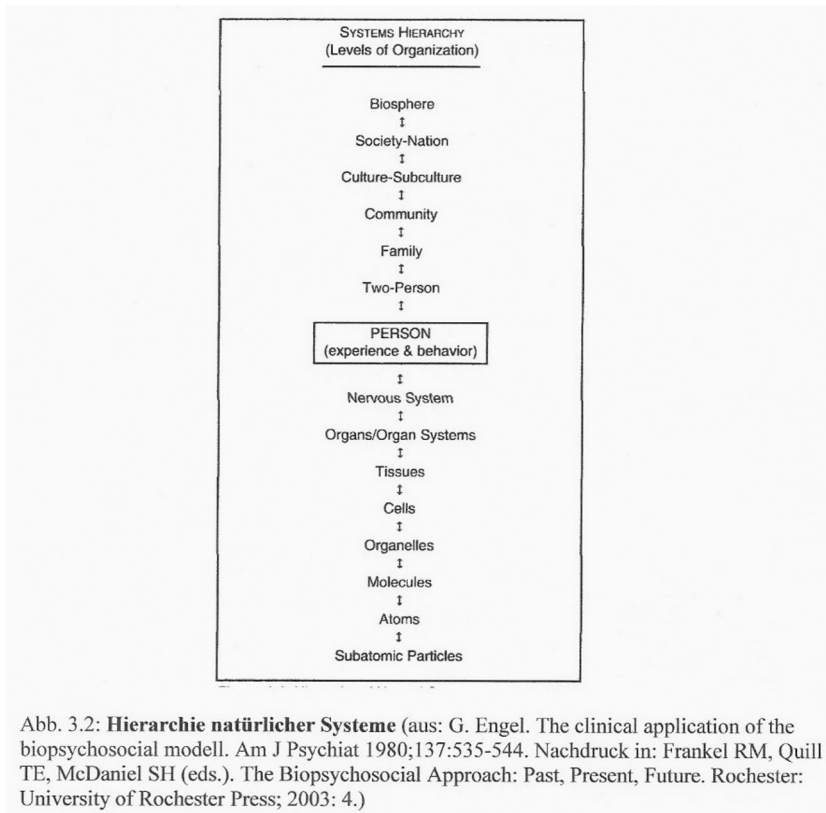 SYSTEMS HIERARCHY
(Levels of Organization)
Biosphere
↕
Society-Nation
↕
Culture-Subculture
↕
Community
↕
Family
↕
Two-Person
↕
PERSON
(experience & behavior)
↕
Nervous System
↕
Organs/Organ Systems
↕
Tissues
↕
Cells
↕
Organelles
↕
Molecules
↕
Atoms
↕
Subatomic Particles
Abb. 3.2: Hierarchie natürlicher Systeme (aus: G. Engel. The clinical application of the
biopsychosocial modell. Am J Psychiat 1980;137:535-544. Nachdruck in: Frankel RM, Quill
TE, McDaniel SH (eds.). The Biopsychosocial Approach: Past, Present, Future. Rochester:
University of Rochester Press; 2003: 4.)